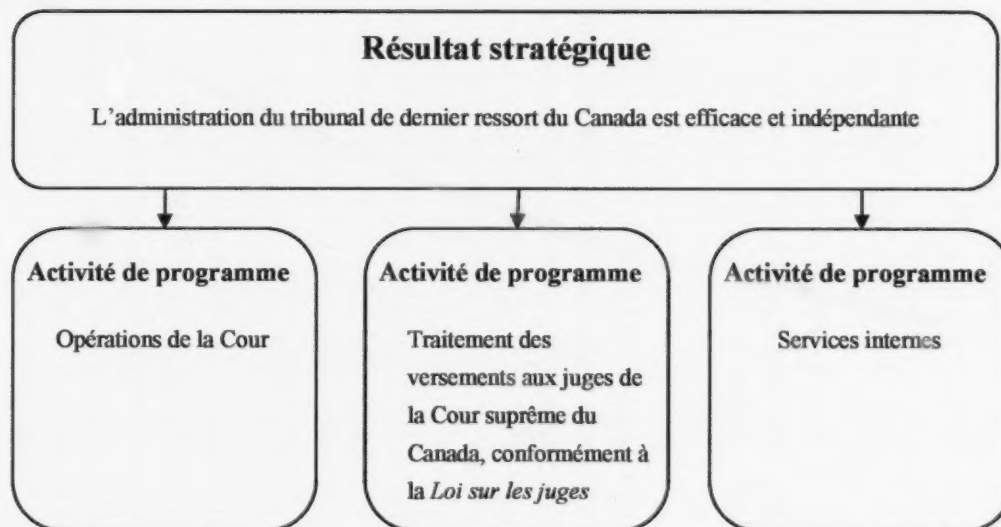 Résultat stratégique
L'administration du tribunal de dernier ressort du Canada est efficace et indépendante
Activité de programme
Opérations de la Cour
Activité de programme
Traitement des
versements aux juges de
la Cour suprême du
Canada, conformément à
la Loi sur les juges
Activité de programme
Services internes